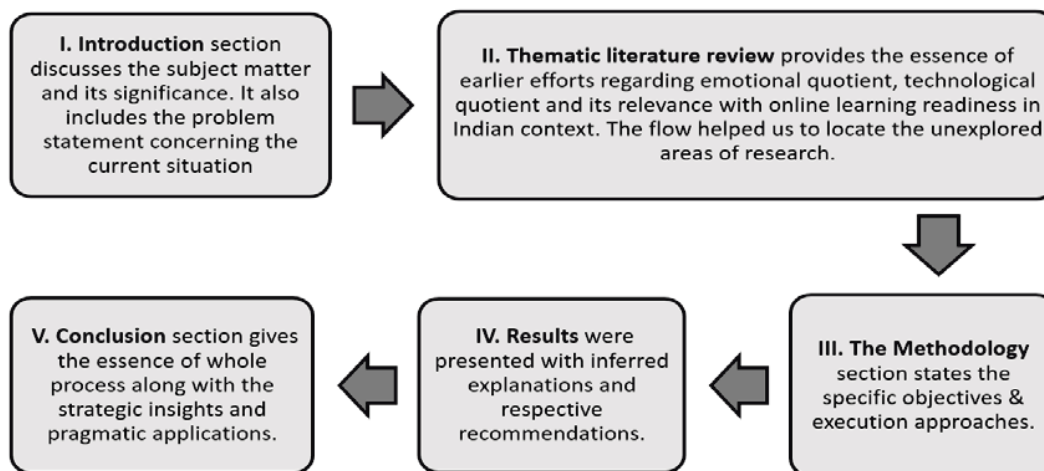 I. Introduction section
discusses the subject matter
and its significance. It also
includes the problem
statement concerning the
current situation
II. Thematic literature review provides the essence of
earlier efforts regarding emotional quotient, technological
quotient and its relevance with online learning readiness in
Indian context. The flow helped us to locate the unexplored
areas of research.
III. The Methodology
section states the
specific objectives &
execution approaches.
IV. Results were
presented with inferred
explanations and
respective
recommendations.
V. Conclusion section gives
the essence of whole
process along with the
strategic insights and
pragmatic applications.